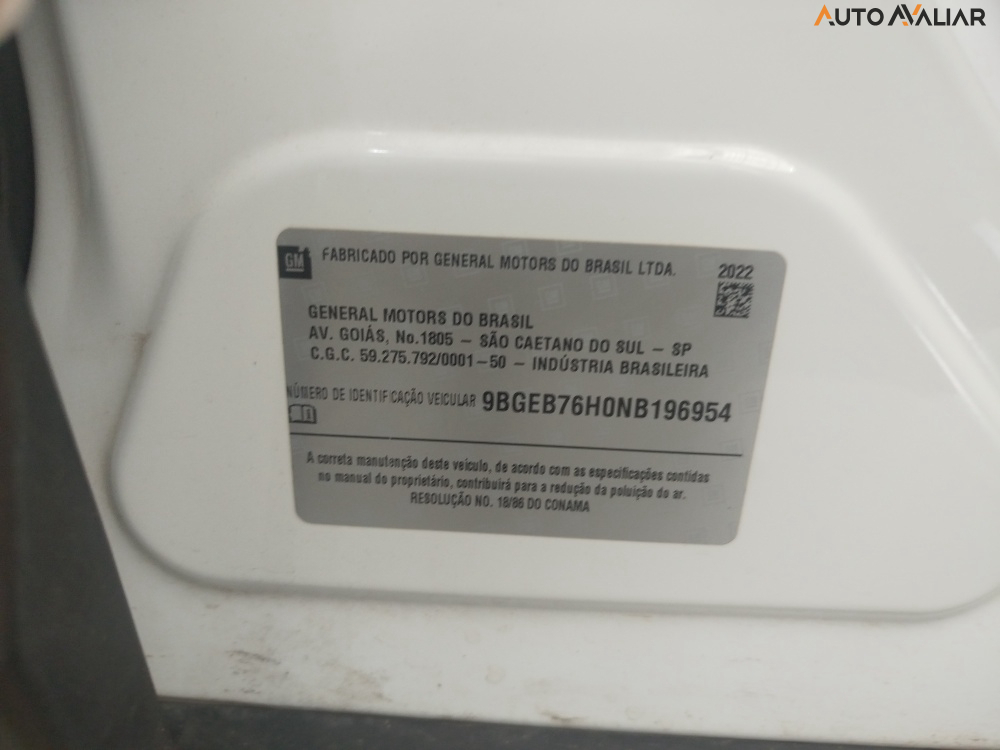 AUTO AVALIAR
GM
FABRICADO POR GENERAL MOTORS DO BRASIL LTDA.
2022
GENERAL MOTORS DO BRASIL
AV. GOIÁS, No.1805 – SÃO CAETANO DO SUL – SP
C.G.C. 59.275.792/0001–50 – INDÚSTRIA BRASILEIRA
NÚMERO DE IDENTIFICAÇÃO VEICULAR 9BGEB76H0NB196954
A correta manutenção deste veículo, de acordo com as especificações contidas
no manual do proprietário, contribuirá para a redução da poluição do ar.
RESOLUÇÃO NO. 18/86 DO CONAMA